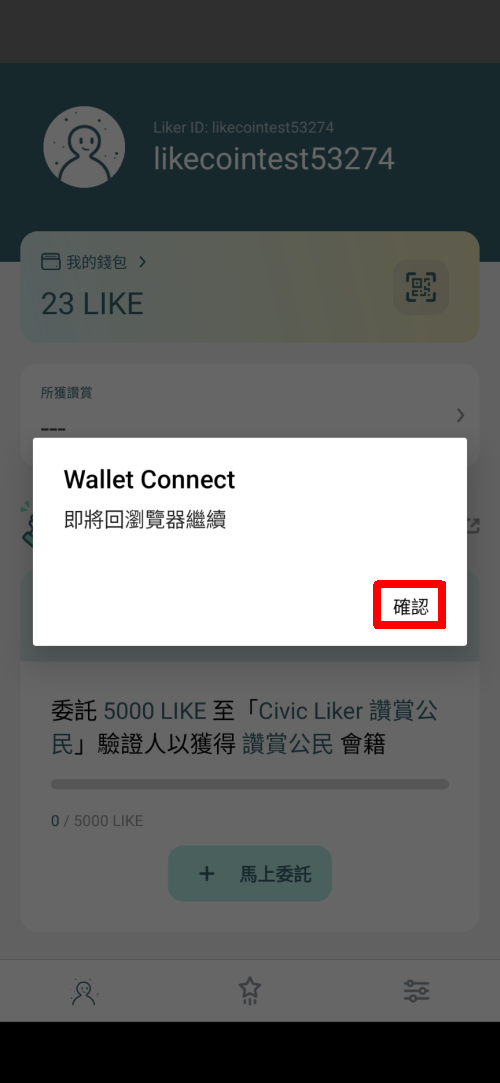 Liker ID: likecointest53274
likecointest53274
我的錢包
23 LIKE
所獲讚賞
---
Wallet Connect
即將回瀏覽器繼續
確認
委託 5000 LIKE 至「Civic Liker 讚賞公
民」驗證人以獲得 讚賞公民 會籍
0 / 5000 LIKE
+ 馬上委託